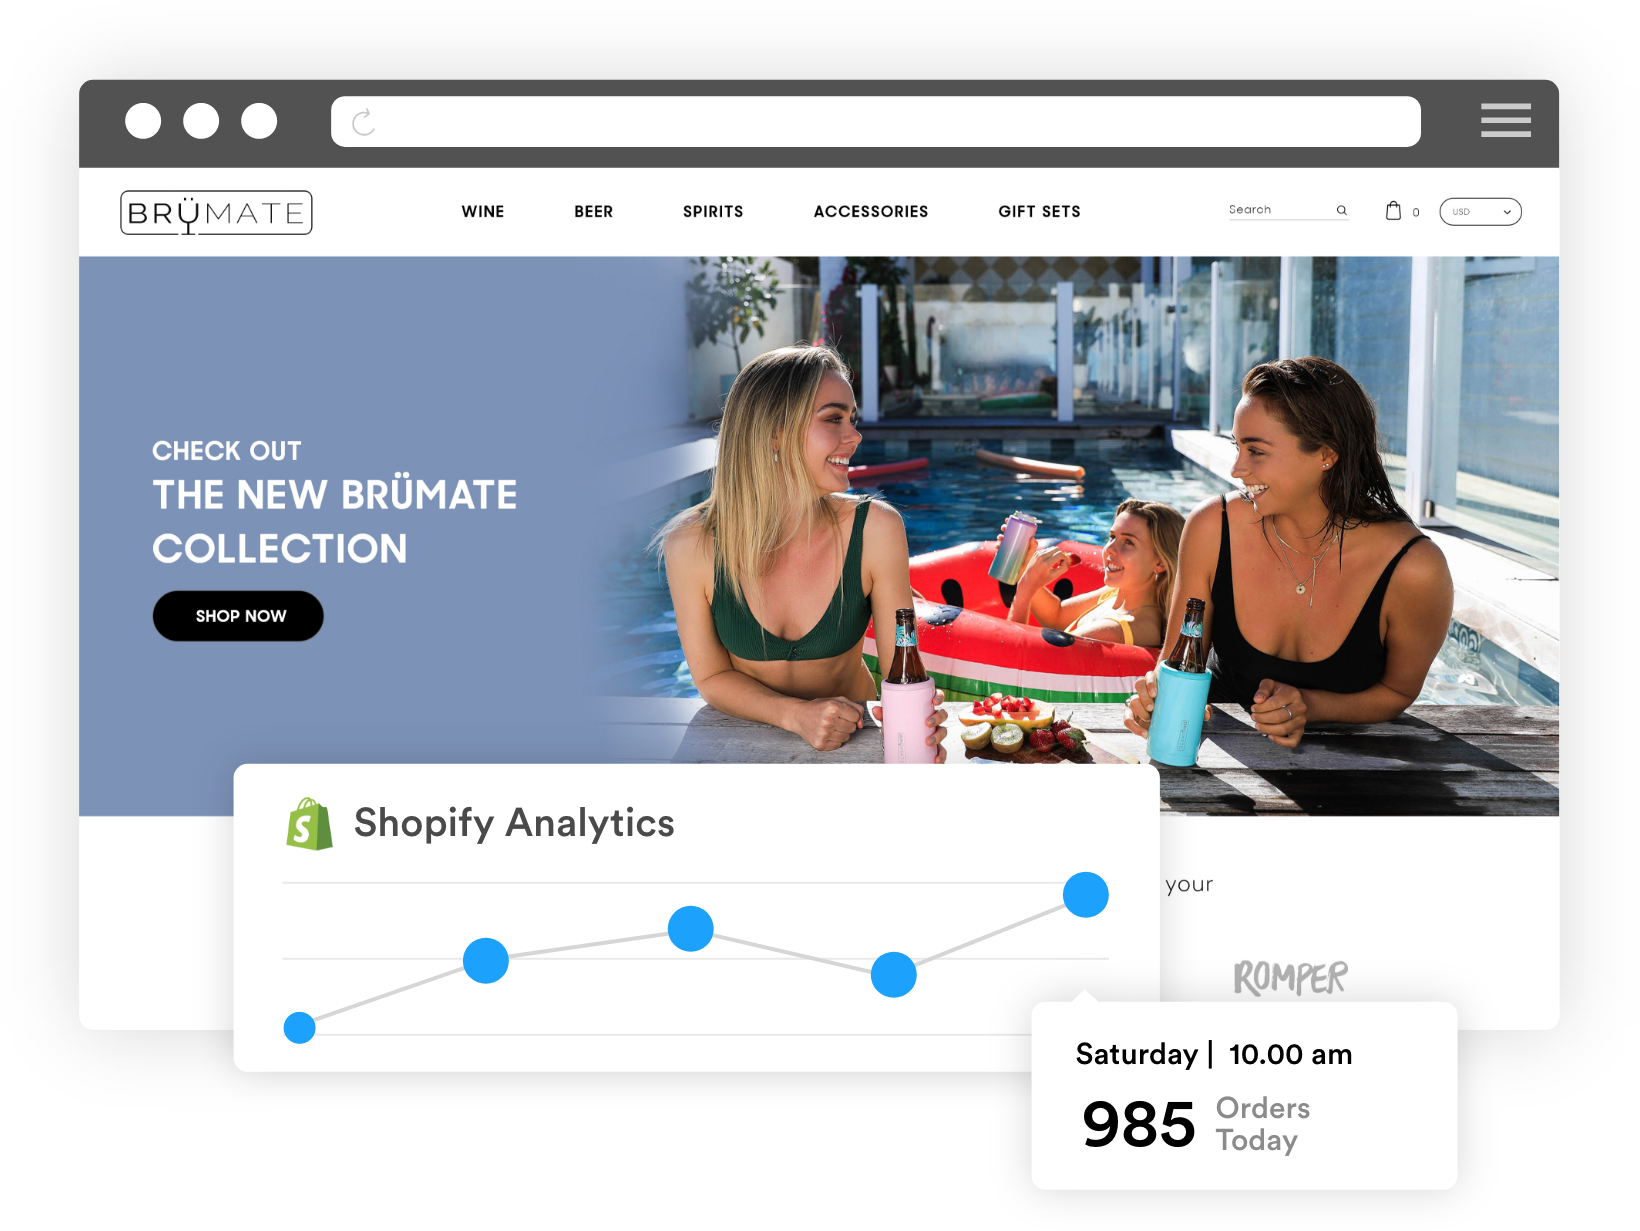 BRÜMATE
WINE BEER SPIRITS ACCESSORIES GIFT SETS
Search
0
USD
CHECK OUT
THE NEW BRÜMATE
COLLECTION
SHOP NOW
Shopify Analytics
your
ROMPER
Saturday | 10.00 am
985 Orders
Today